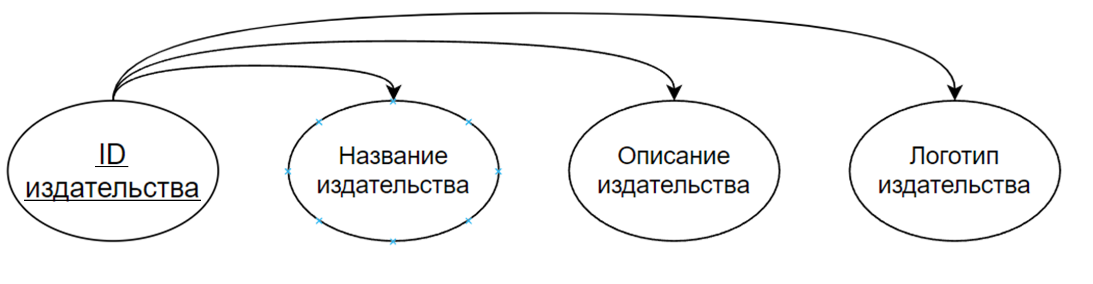 ID
издательства
Название
издательства
Описание
издательства
Логотип
издательства